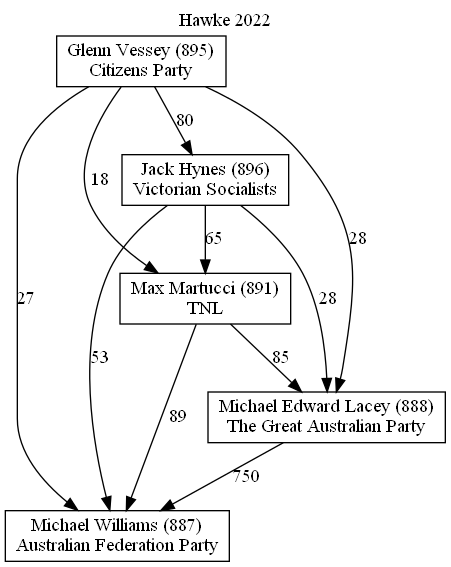 Hawke 2022
Glenn Vessey (895)
Citizens Party
80
Jack Hynes (896)
Victorian Socialists
18
65
28
Max Martucci (891)
TNL
27
28
53
85
89
Michael Edward Lacey (888)
The Great Australian Party
750
Michael Williams (887)
Australian Federation Party